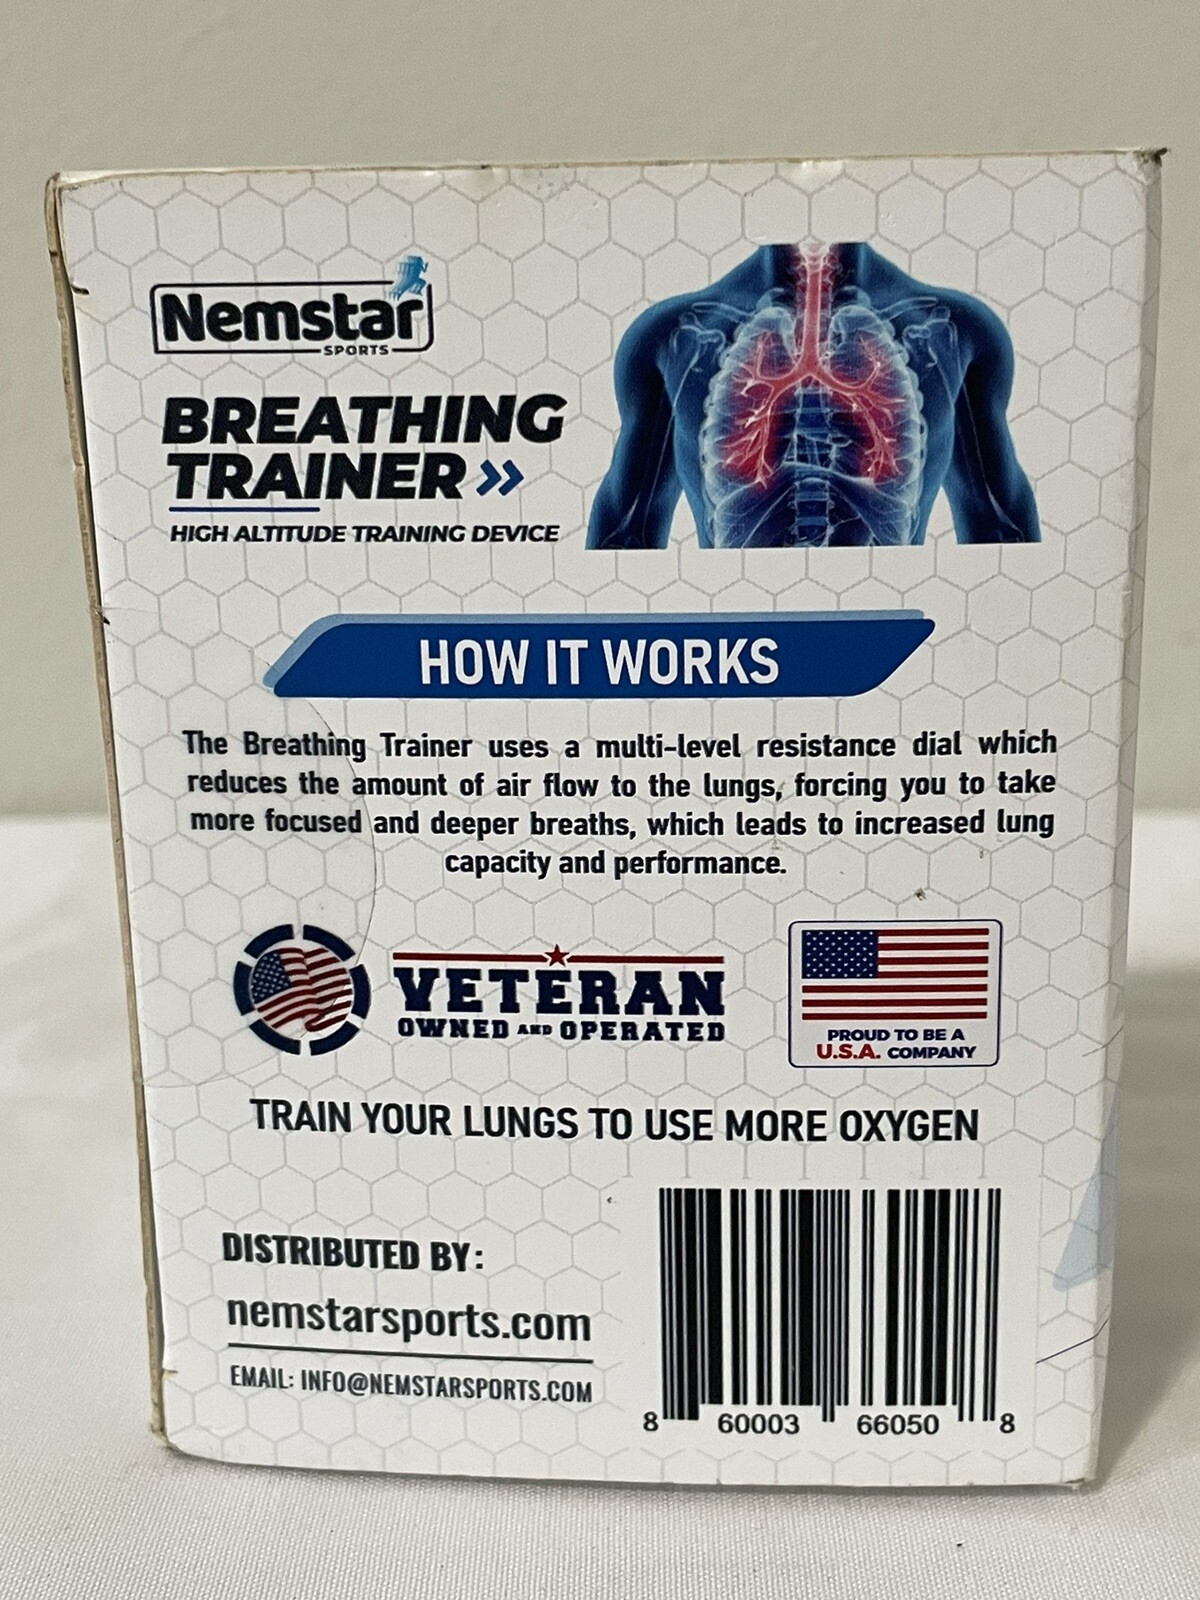 Nemstar
SPORTS
BREATHING
TRAINER
HIGH ALTITUDE TRAINING DEVICE
HOW IT WORKS
The Breathing Trainer uses a multi-level resistance dial which
reduces the amount of air flow to the lungs, forcing you to take
more focused and deeper breaths, which leads to increased lung
capacity and performance.
VETERAN
OWNED AND OPERATED
PROUD TO BE A
U.S.A. COMPANY
TRAIN YOUR LUNGS TO USE MORE OXYGEN
DISTRIBUTED BY:
nemstarsports.com
EMAIL: INFO@NEMSTARSPORTS.COM
8 60003 66050 8